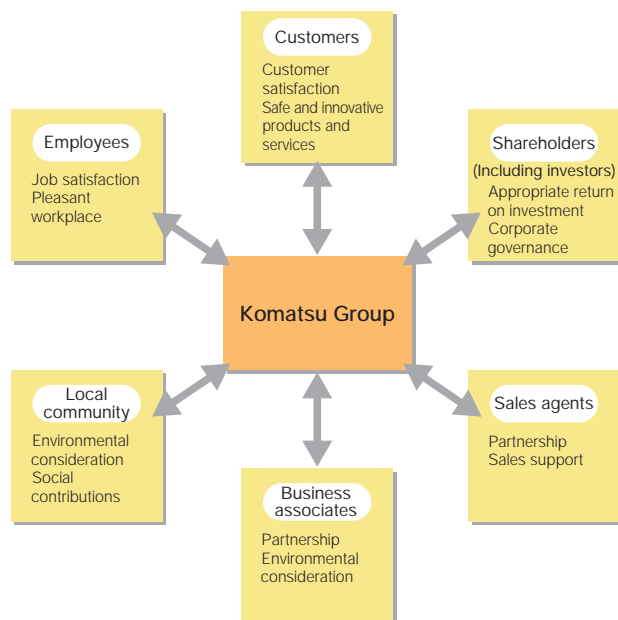 Customers
Customer
satisfaction
Safe and innovative
products and
services
Employees
Job satisfaction
Pleasant
workplace
Shareholders
(Including investors)
Appropriate return
on investment
Corporate
governance
Komatsu Group
Local
community
Environmental
consideration
Social
contributions
Sales agents
Partnership
Sales support
Business
associates
Partnership
Environmental
consideration